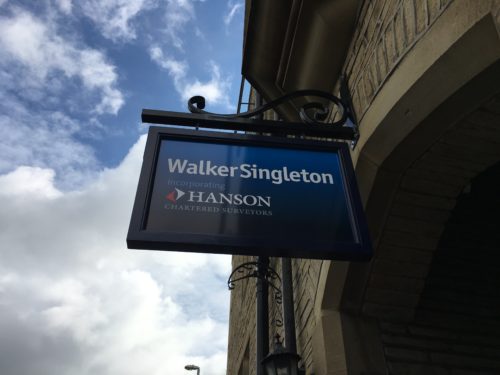 WalkerSingleton
incorporating
HANSON
CHARTERED SURVEYORS